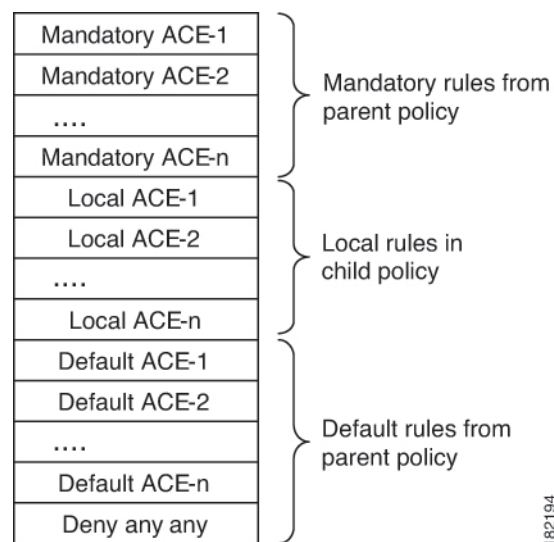 Mandatory ACE-1
Mandatory ACE-2
....
Mandatory ACE-n
Mandatory rules from
parent policy
Local ACE-1
Local ACE-2
....
Local ACE-n
Local rules in
child policy
Default ACE-1
Default ACE-2
....
Default ACE-n
Deny any any
Default rules from
parent policy
182194